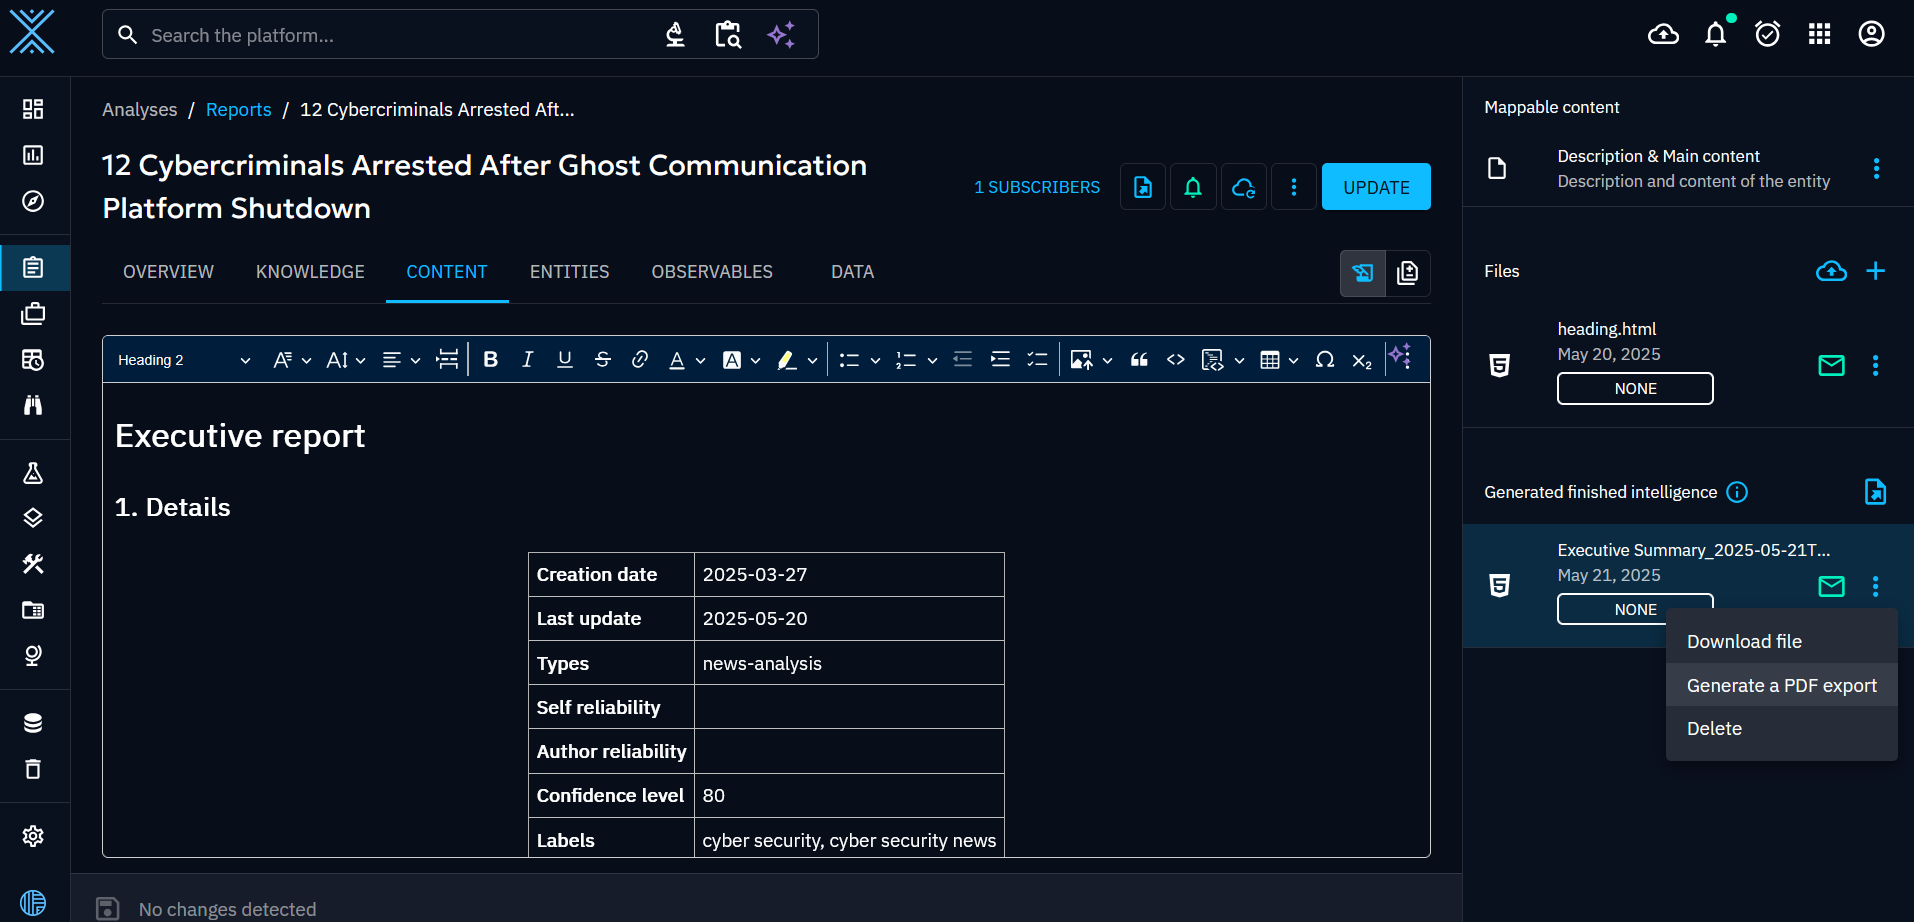 Search the platform...
Analyses / Reports / 12 Cybercriminals Arrested Aft...
12 Cybercriminals Arrested After Ghost Communication
Platform Shutdown
1 SUBSCRIBERS
UPDATE
OVERVIEW
KNOWLEDGE
CONTENT
ENTITIES
OBSERVABLES
DATA
Heading 2
Executive report
1. Details
Creation date 2025-03-27
Last update 2025-05-20
Types news-analysis
Self reliability
Author reliability
Confidence level 80
Labels cyber security, cyber security news
No changes detected
Mappable content
Description & Main content
Description and content of the entity
Files
heading.html
May 20, 2025
NONE
Generated finished intelligence
Executive Summary_2025-05-21T...
May 21, 2025
NONE
Download file
Generate a PDF export
Delete